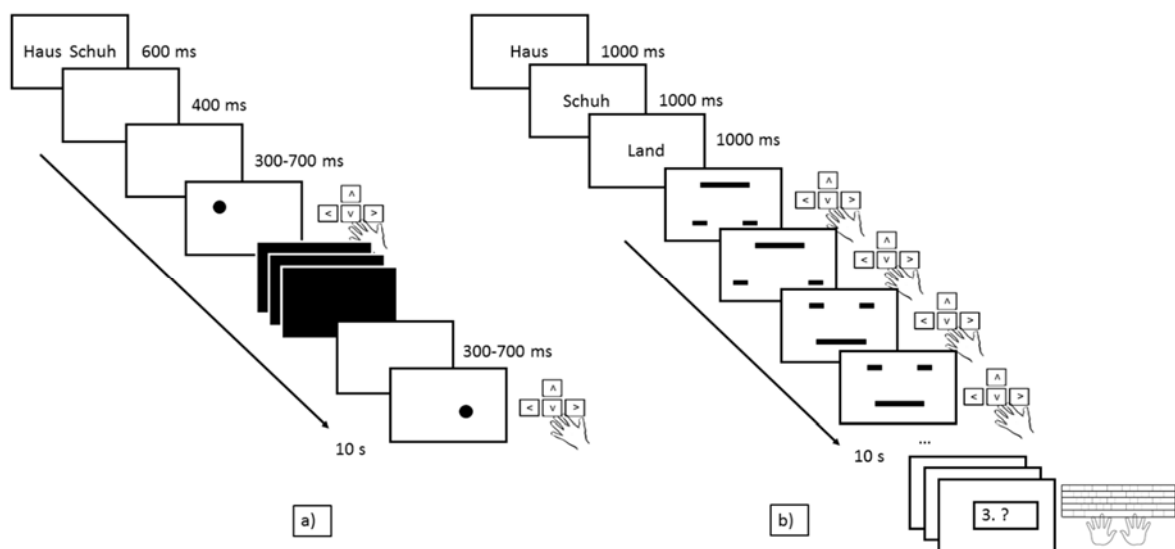 Haus Schuh
600 ms
400 ms
300-700 ms
^
< v >
300-700 ms
^
< v >
10 s
a)
Haus
1000 ms
Schuh
1000 ms
Land
1000 ms
^
< v >
^
< v >
^
< v >
^
< v >
...
10 s
3. ?
b)